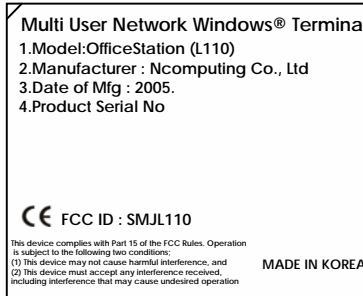 Multi User Network Windows® Termina
1.Model:OfficeStation (L110)
2.Manufacturer : Ncomputing Co., Ltd
3.Date of Mfg : 2005.
4.Product Serial No
CE FCC ID : SMJL110
This device complies with Part 15 of the FCC Rules. Operation
is subject to the following two conditions;
(1) This device may not cause harmful interference, and
(2) This device must accept any interference received,
including interference that may cause undesired operation
MADE IN KOREA